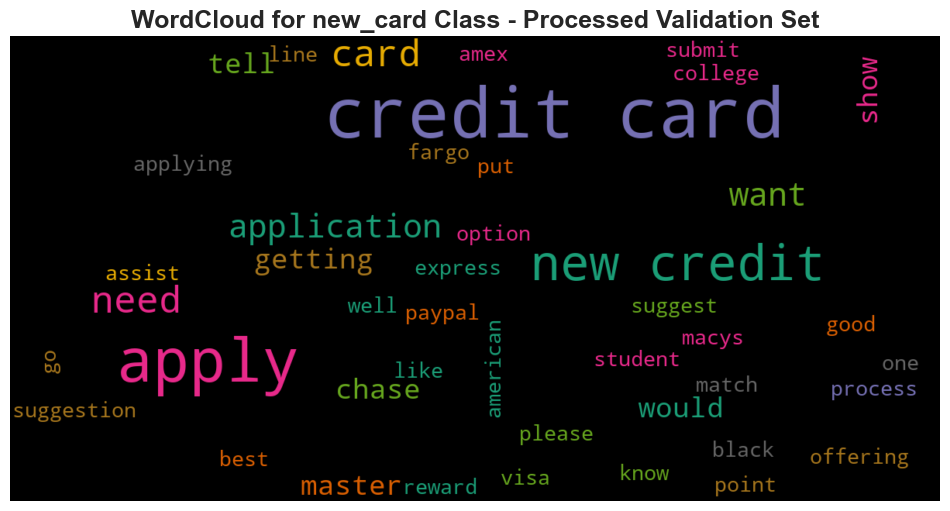 WordCloud for new_card Class - Processed Validation Set
tell
line
card
amex
submit
college
show
credit card
fargo
put
applying
want
application
option
getting
express
new credit
assist
need
well
paypal
suggest
good
macys
american
student
one
go
apply
like
chase
match
process
suggestion
would
please
black
best
know
offering
visa
master
reward
point